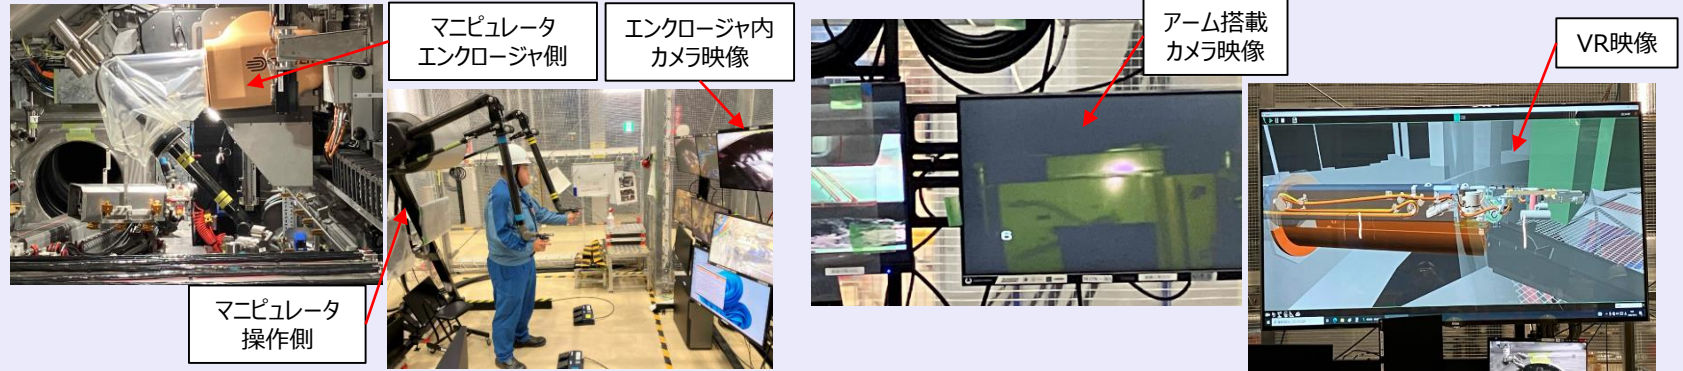 マニピュレータ
エンクロージャ側
エンクロージャ内
カメラ映像
アーム搭載
カメラ映像
VR映像
マニピュレータ
操作側
6